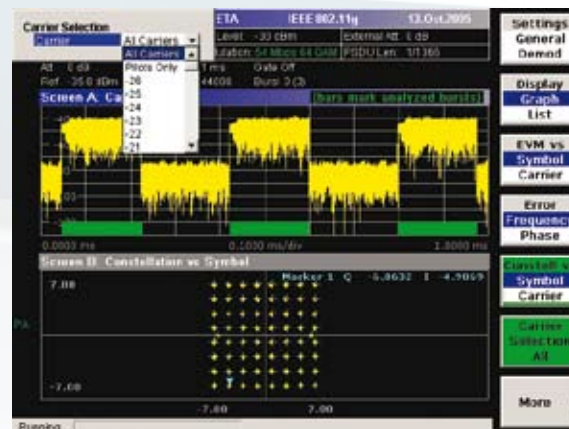 Carrier Selection
Carrier All Carriers
All Carriers
Pilots Only
-26
-25
-24
-23
-22
-21
ETA IEEE 802.11g 13.Oct.2005
Level: -30 dBm External Att: 0 dB
54 Mbps 64 QAM PSDU Len: 1/1365
Att 0 dB 1 ms Gate Off
Ref -35.0 dBm 44000 Burst 3 (3)
Screen A: Ca (bars mark analyzed bursts)
0.0000 ms 0.1000 ms/div 1.0000 ms
Screen B: Constellation vs Symbol
Marker 1 Q I
7.00
PA
-7.00
-7.00 7.00
Running
Settings
General
Demod
Display
Graph
List
EVM vs
Symbol
Carrier
Error
Frequency
Phase
Constell vs
Symbol
Carrier
Carrier
Selection
All
More